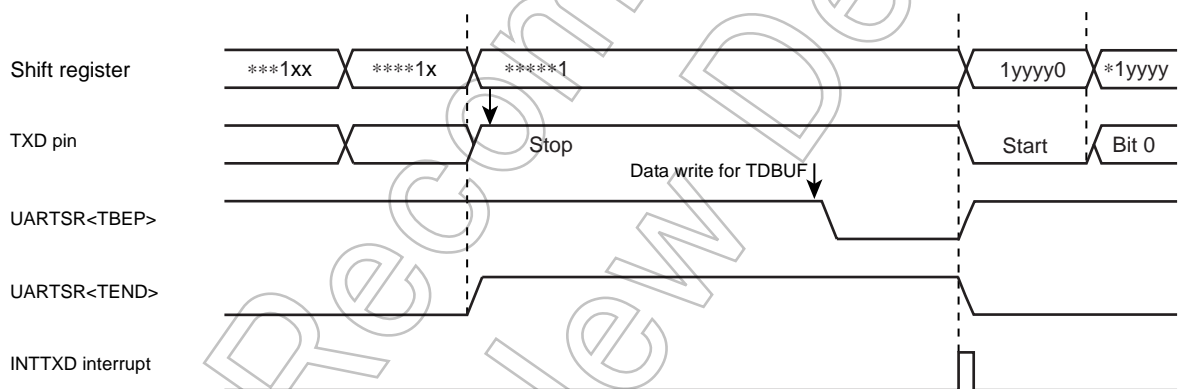 Shift register ***1xx ****1x *****1 1yyyy0 *1yyyy
TXD pin Stop Start Bit 0
Data write for TDBUF
UARTSR<TBEP>
UARTSR<TEND>
INTTXD interrupt